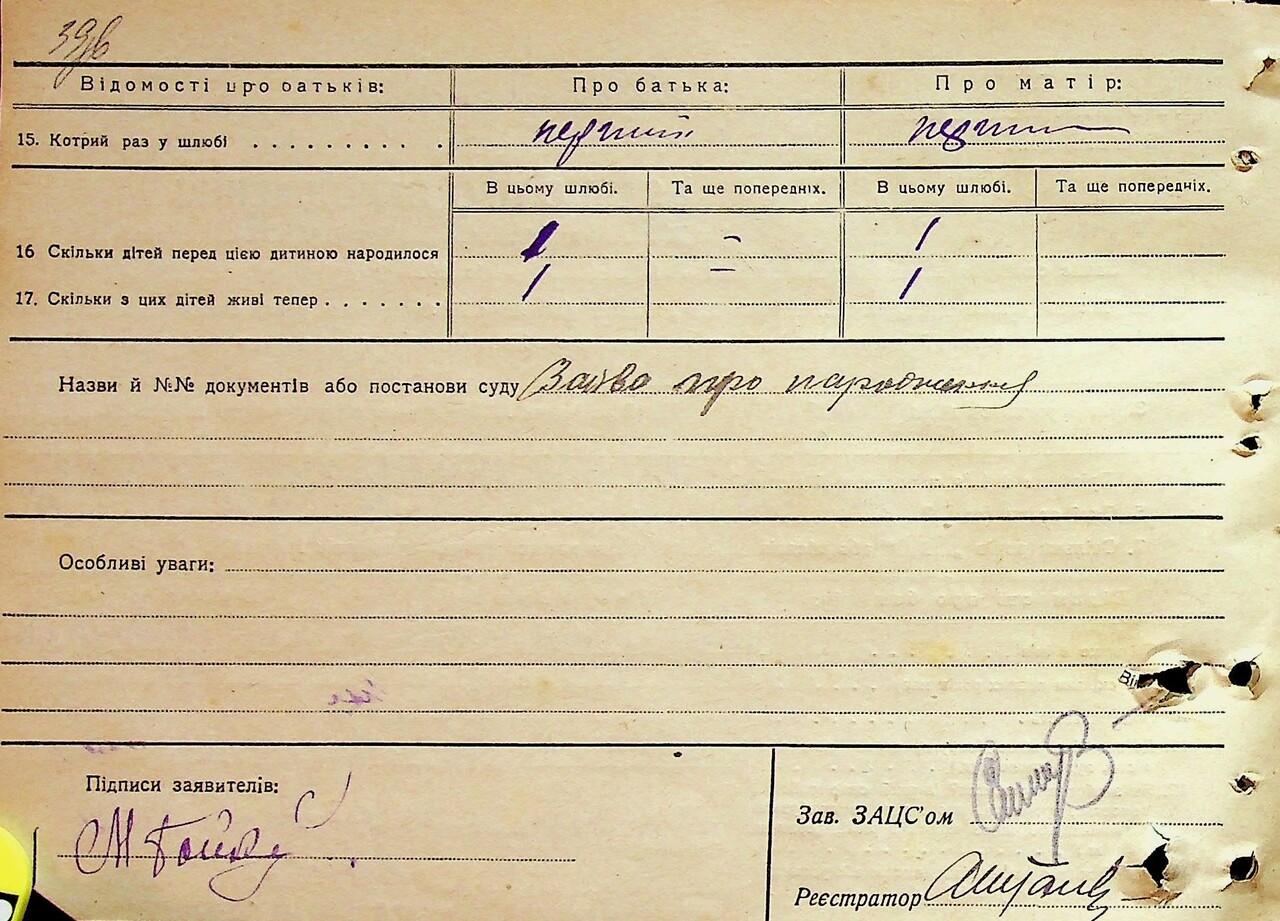 39 зв
Відомості про батьків: Про батька: Про матір:
15. Котрий раз у шлюбі . . . . . . . . . . перший перший
В цьому шлюбі. Та ще попередніх. В цьому шлюбі. Та ще попередніх.
16 Скільки дітей перед цією дитиною народилося 1 — 1
17. Скільки з цих дітей живі тепер . . . . . . . 1 — 1
Назви й №№ документів або постанови суду Заява про народження
Особливі уваги:
Підписи заявителів:
Зав. ЗАЦС'ом
Реєстратор